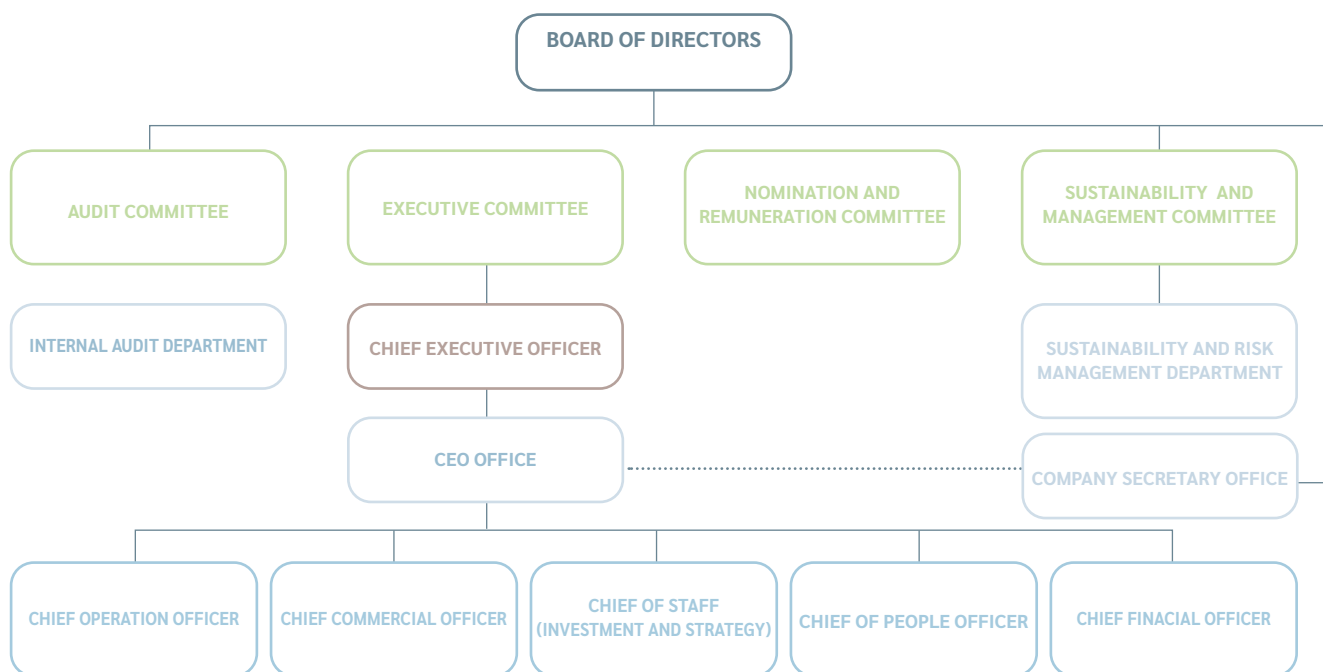 BOARD OF DIRECTORS
AUDIT COMMITTEE
EXECUTIVE COMMITTEE
NOMINATION AND
REMUNERATION COMMITTEE
SUSTAINABILITY AND
MANAGEMENT COMMITTEE
INTERNAL AUDIT DEPARTMENT
CHIEF EXECUTIVE OFFICER
SUSTAINABILITY AND RISK
MANAGEMENT DEPARTMENT
CEO OFFICE
COMPANY SECRETARY OFFICE
CHIEF OPERATION OFFICER
CHIEF COMMERCIAL OFFICER
CHIEF OF STAFF
(INVESTMENT AND STRATEGY)
CHIEF OF PEOPLE OFFICER
CHIEF FINACIAL OFFICER